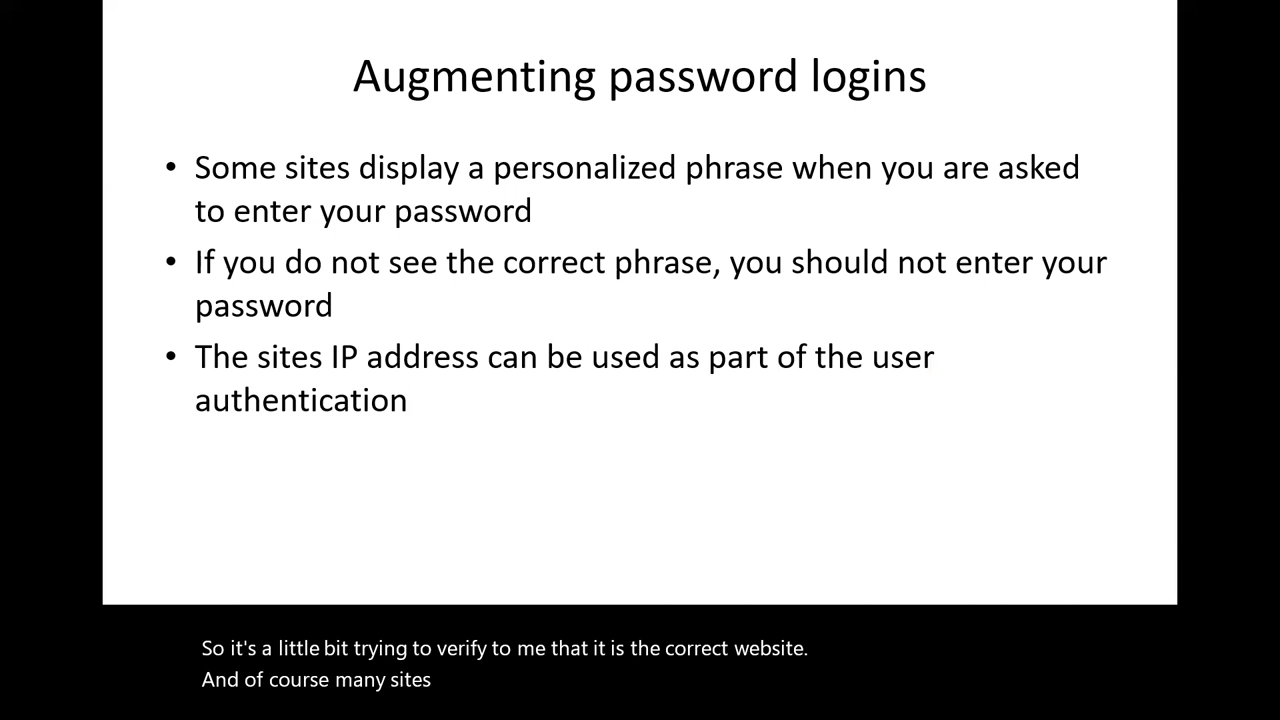 Augmenting password logins
• Some sites display a personalized phrase when you are asked
to enter your password
• If you do not see the correct phrase, you should not enter your
password
• The sites IP address can be used as part of the user
authentication
So it's a little bit trying to verify to me that it is the correct website.
And of course many sites